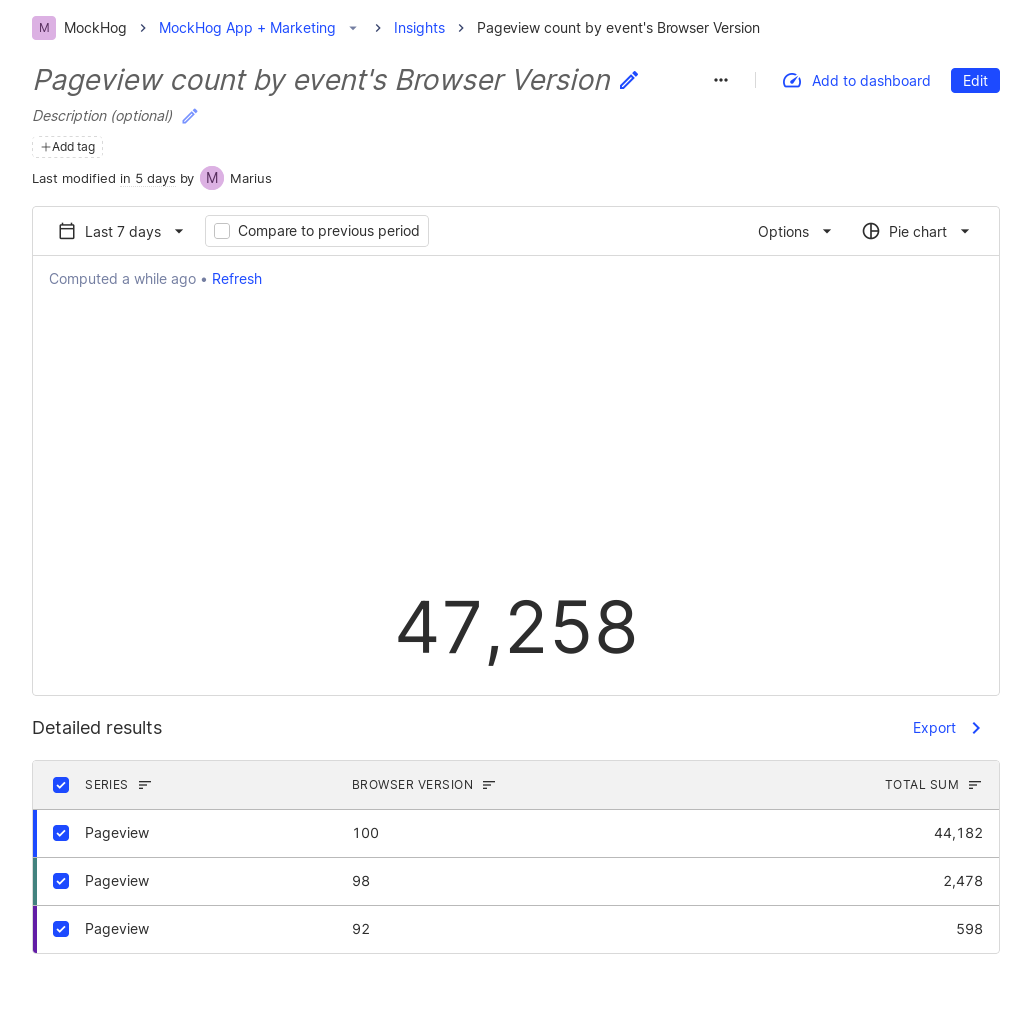 M MockHog > MockHog App + Marketing > Insights > Pageview count by event's Browser Version
Pageview count by event's Browser Version
Add to dashboard Edit
Description (optional)
+Add tag
Last modified in 5 days by M Marius
Last 7 days Compare to previous period Options Pie chart
Computed a while ago • Refresh
47,258
Detailed results Export
SERIES BROWSER VERSION TOTAL SUM
Pageview 100 44,182
Pageview 98 2,478
Pageview 92 598